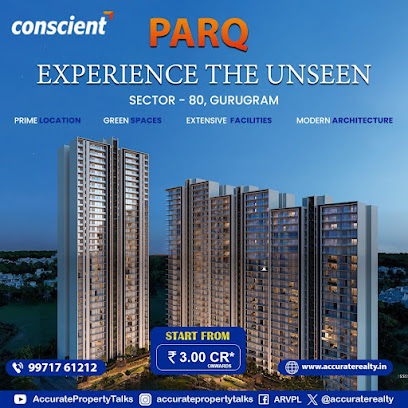 conscient
PARQ
EXPERIENCE THE UNSEEN
SECTOR - 80, GURUGRAM
PRIME LOCATION GREEN SPACES EXTENSIVE FACILITIES MODERN ARCHITECTURE
START FROM
₹ 3.00 CR*
ONWARDS
99717 61212 www.accuraterealty.in
AccuratePropertyTalks accuratepropertytalks ARVPL @accuraterealty